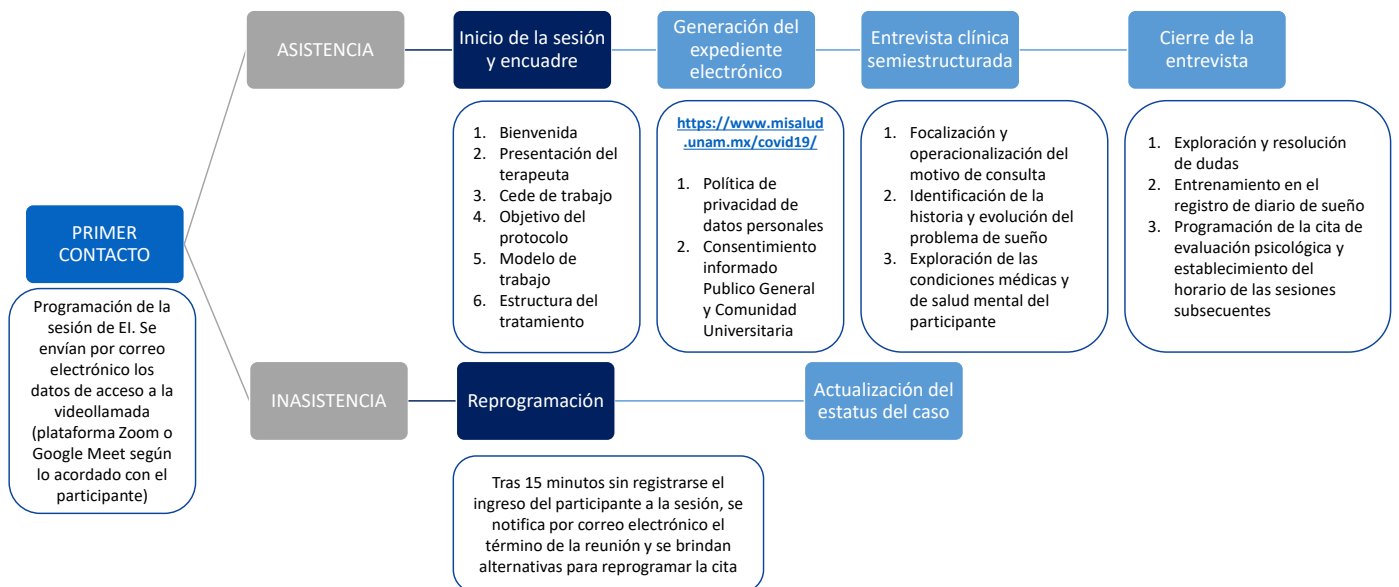 PRIMER
CONTACTO
Programación de la
sesión de EI. Se
envían por correo
electrónico los
datos de acceso a la
videollamada
(plataforma Zoom o
Google Meet según
lo acordado con el
participante)
ASISTENCIA
Inicio de la sesión
y encuadre
1. Bienvenida
2. Presentación del
terapeuta
3. Cede de trabajo
4. Objetivo del
protocolo
5. Modelo de
trabajo
6. Estructura del
tratamiento
Generación del
expediente
electrónico
https://www.misalud
.unam.mx/covid19/
1. Política de
privacidad de
datos personales
2. Consentimiento
informado
Publico General
y Comunidad
Universitaria
Entrevista clínica
semiestructurada
1. Focalización y
operacionalización del
motivo de consulta
2. Identificación de la
historia y evolución del
problema de sueño
3. Exploración de las
condiciones médicas y
de salud mental del
participante
Cierre de la
entrevista
1. Exploración y resolución
de dudas
2. Entrenamiento en el
registro de diario de sueño
3. Programación de la cita de
evaluación psicológica y
establecimiento del
horario de las sesiones
subsecuentes
INASISTENCIA
Reprogramación
Tras 15 minutos sin registrarse el
ingreso del participante a la sesión, se
notifica por correo electrónico el
término de la reunión y se brindan
alternativas para reprogramar la cita
Actualización del
estatus del caso